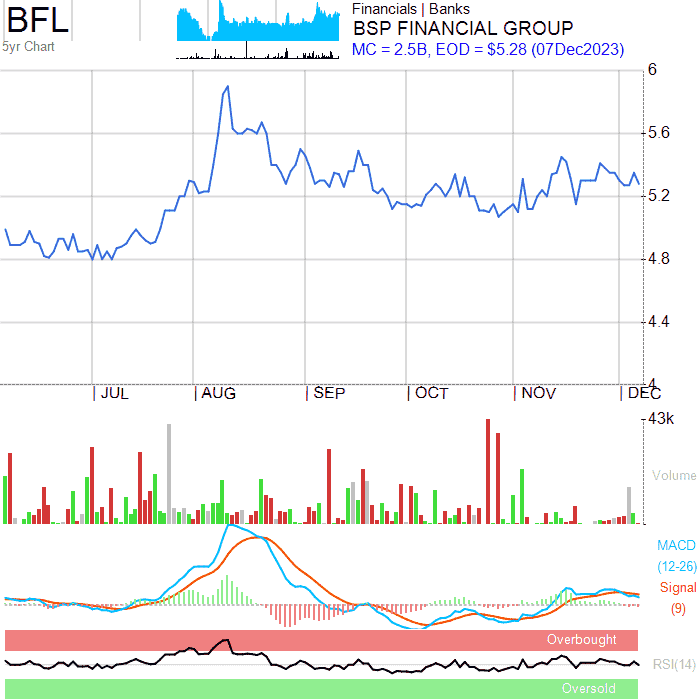 BFL
5yr Chart
Financials | Banks
BSP FINANCIAL GROUP
MC = 2.5B, EOD = $5.28 (07Dec2023)
6
5.6
5.2
4.8
4.4
4
JUL AUG SEP OCT NOV DEC
43k
Volume
MACD
(12-26)
Signal
(9)
Overbought
RSI(14)
Oversold